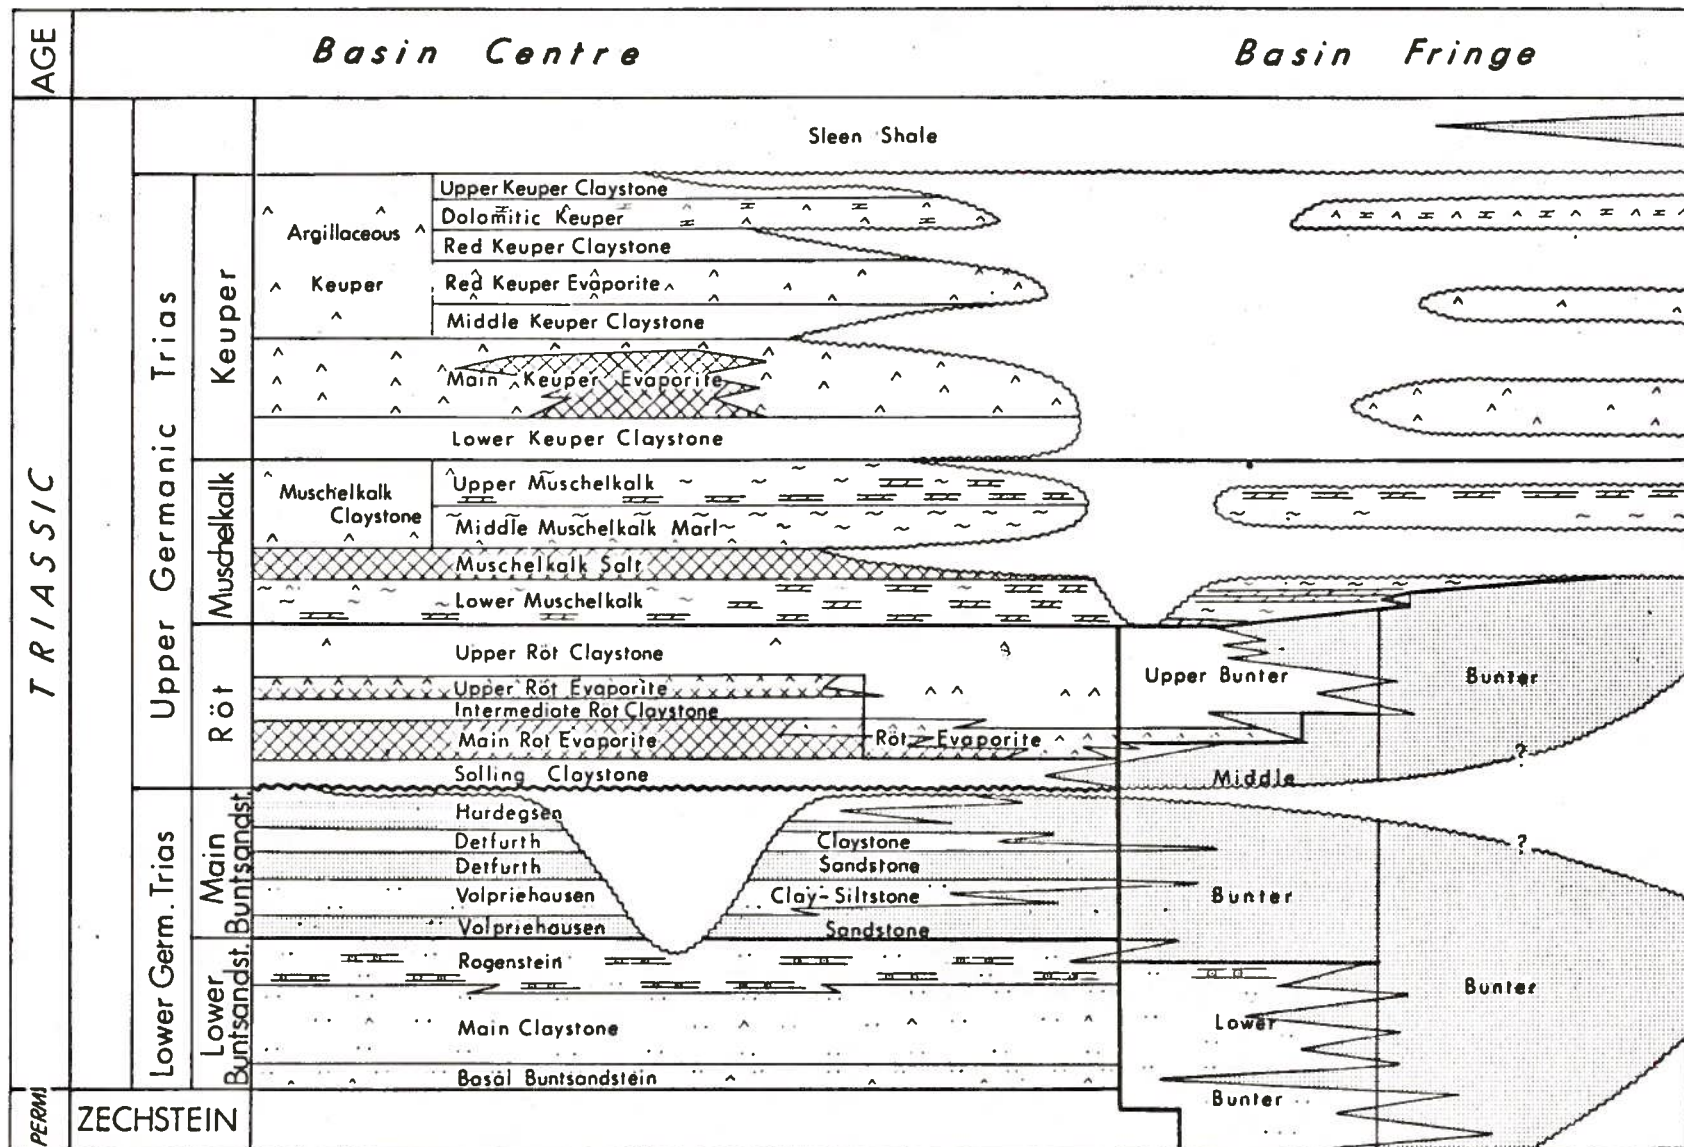 AGE
Basin Centre
Basin Fringe
TRIASSIC
Upper Germanic Trias
Keuper
Muschelkalk
Röt
Lower Germ. Trias
Main
Buntsandst.
Lower
Buntsandst.
PERMI
ZECHSTEIN
Sleen Shale
Argillaceous
Keuper
Upper Keuper Claystone
Dolomitic Keuper
Red Keuper Claystone
Red Keuper Evaporite
Middle Keuper Claystone
Main Keuper Evaporite
Lower Keuper Claystone
Muschelkalk
Claystone
Upper Muschelkalk
Middle Muschelkalk Marl
Muschelkalk Salt
Lower Muschelkalk
Upper Röt Claystone
Upper Röt Evaporite
Intermediate Rot Claystone
Main Rot Evaporite
Röt Evaporite
Solling Claystone
Upper Bunter
Bunter
Middle
?
Hardegsen
Detfurth
Claystone
?
Detfurth
Sandstone
Volpriehausen
Clay-Siltstone
Bunter
Volpriehausen
Sandstone
Rogenstein
Bunter
Main Claystone
Lower
Basal Buntsandstein
Bunter